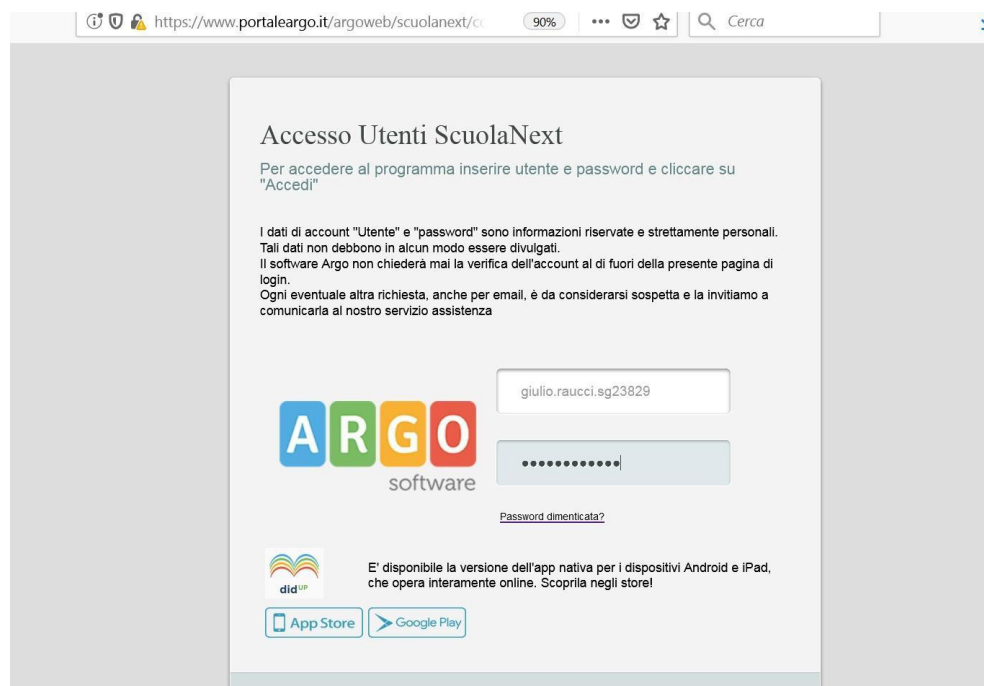 https://www.portaleargo.it/argoweb/scuolanext/c
90%
Cerca
Accesso Utenti ScuolaNext
Per accedere al programma inserire utente e password e cliccare su
"Accedi"
I dati di account "Utente" e "password" sono informazioni riservate e strettamente personali.
Tali dati non debbono in alcun modo essere divulgati.
Il software Argo non chiederà mai la verifica dell'account al di fuori della presente pagina di
login.
Ogni eventuale altra richiesta, anche per email, è da considerarsi sospetta e la invitiamo a
comunicarla al nostro servizio assistenza
giulio.raucci.sg23829
ARGO
software
••••••••••••
Password dimenticata?
E' disponibile la versione dell'app nativa per i dispositivi Android e iPad,
che opera interamente online. Scoprila negli store!
didUP
App Store
Google Play